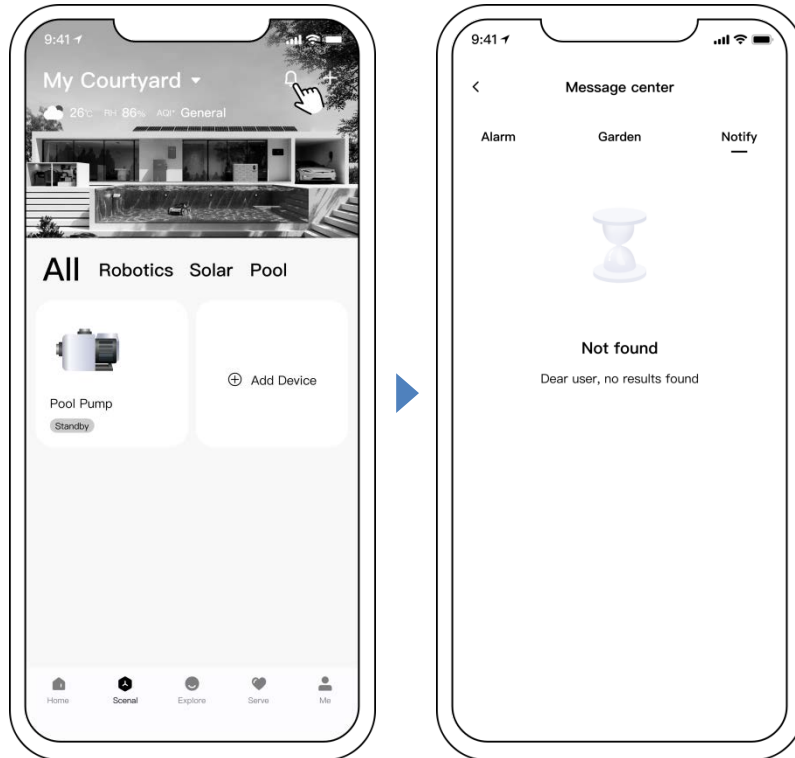 9:41
My Courtyard
26°C RH 86% AQI* General
All Robotics Solar Pool
Pool Pump
Standby
Add Device
Home Scenal Explore Serve Me
9:41
Message center
Alarm Garden Notify
Not found
Dear user, no results found